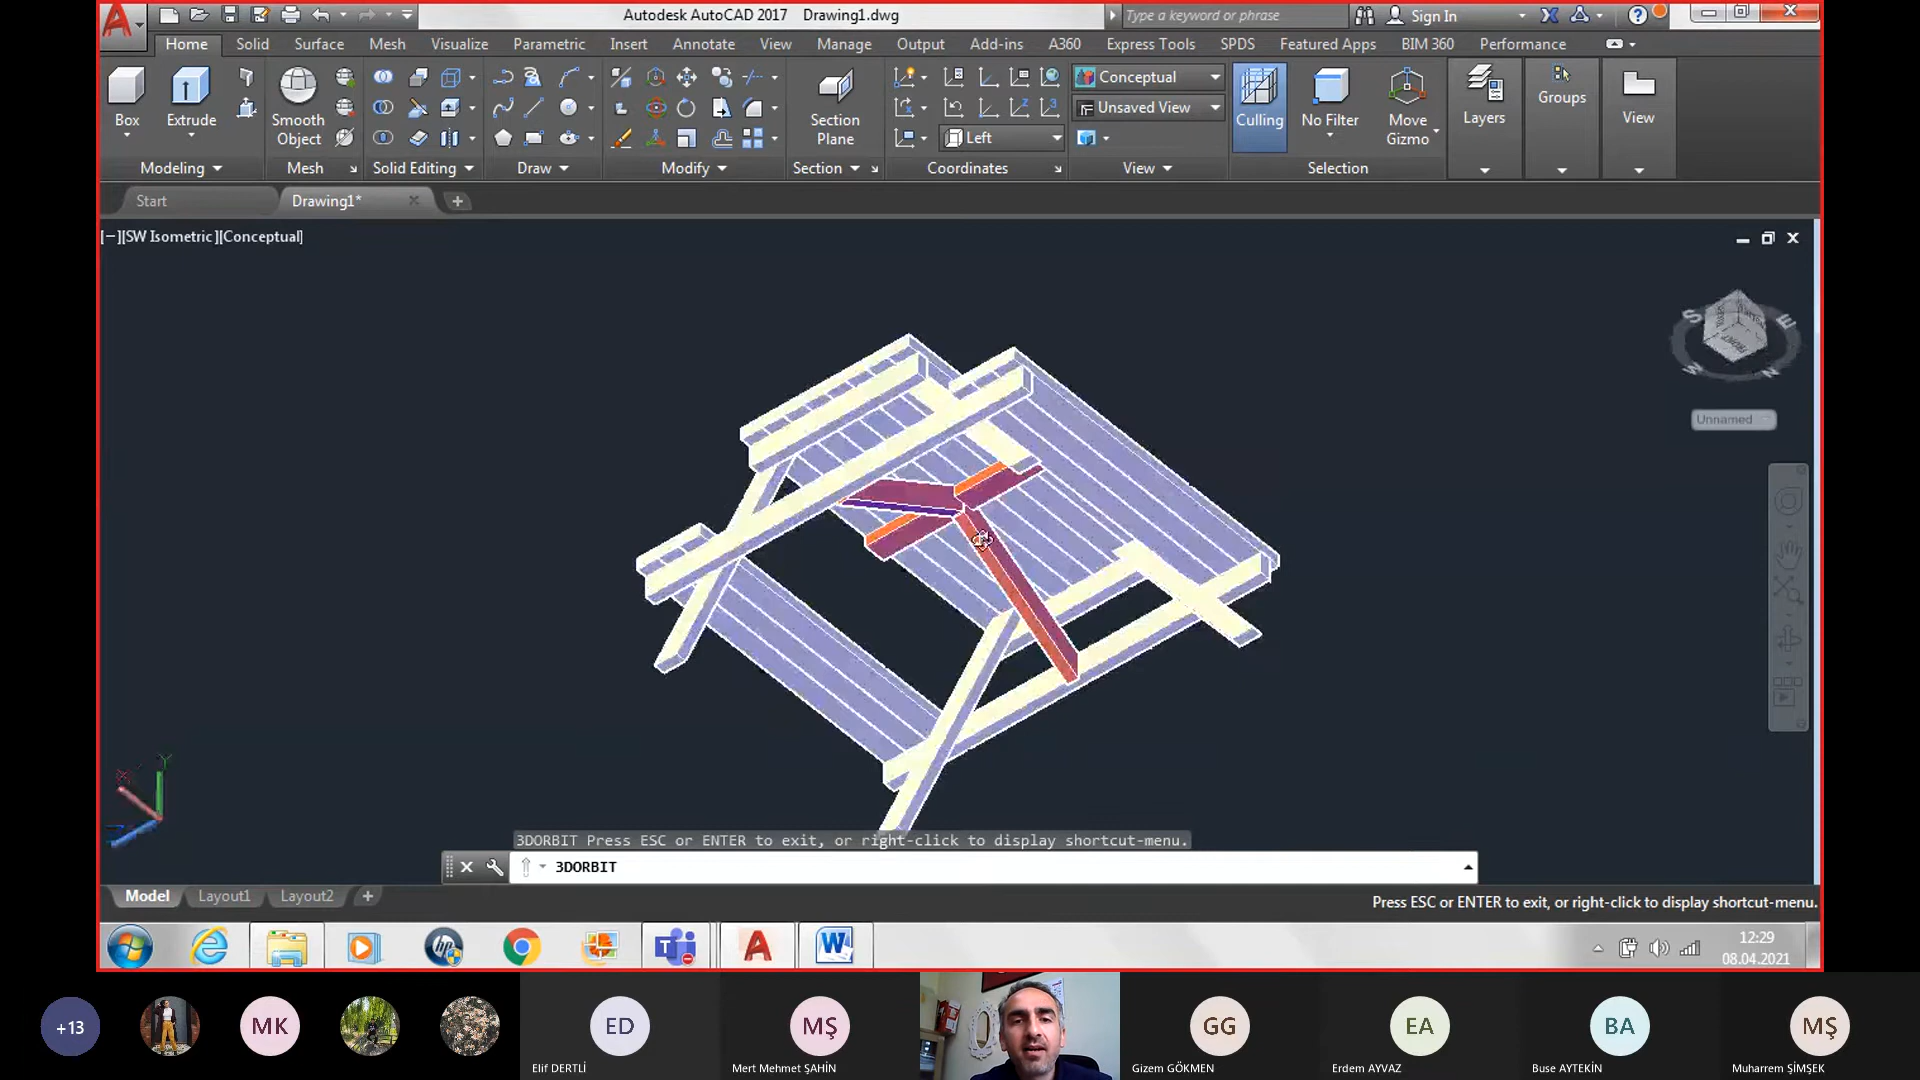 Autodesk AutoCAD 2017 Drawing1.dwg
Type a keyword or phrase
Sign In
Home Solid Surface Mesh Visualize Parametric Insert Annotate View Manage Output Add-ins A360 Express Tools SPDS Featured Apps BIM 360 Performance
Box
Extrude
Smooth Object
Section Plane
Conceptual
Unsaved View
Left
Culling
No Filter
Move Gizmo
Layers
Groups
View
Modeling Mesh Solid Editing Draw Modify Section Coordinates View Selection
Start Drawing1*
[−][SW Isometric][Conceptual]
S E
FRONT
W N
Unnamed
X Y
3DORBIT Press ESC or ENTER to exit, or right-click to display shortcut-menu.
3DORBIT
Model Layout1 Layout2
Press ESC or ENTER to exit, or right-click to display shortcut-menu.
12:29
08.04.2021
+13
MK
ED
MŞ
GG
EA
BA
MŞ
Elif DERTLİ
Mert Mehmet ŞAHİN
Gizem GÖKMEN
Erdem AYVAZ
Buse AYTEKİN
Muharrem ŞİMŞEK